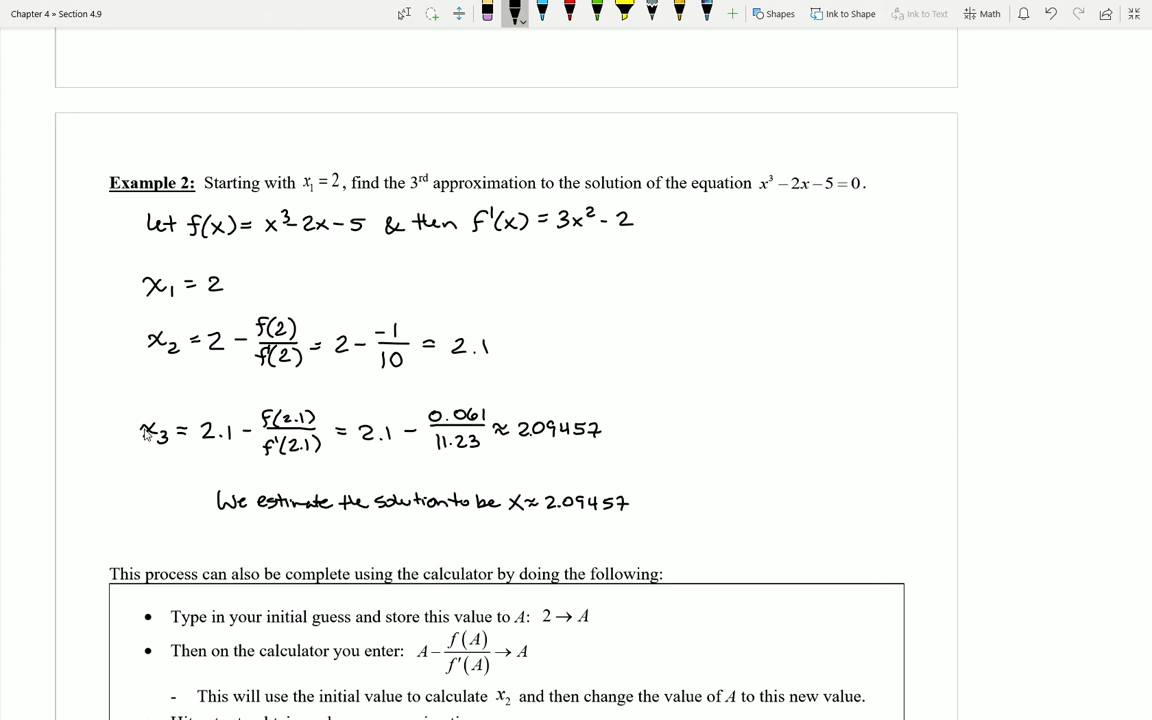 Chapter 4 » Section 4.9
Shapes Ink to Shape Ink to Text Math
Example 2: Starting with x₁ = 2, find the 3rd approximation to the solution of the equation x³ − 2x − 5 = 0.
let f(x) = x³ - 2x - 5 & then f'(x) = 3x² - 2
x₁ = 2
x₂ = 2 - f(2)/f'(2) = 2 - -1/10 = 2.1
x₃ = 2.1 - f(2.1)/f'(2.1) = 2.1 - 0.061/11.23 ≈ 2.09457
We estimate the solution to be x ≈ 2.09457
This process can also be complete using the calculator by doing the following:
• Type in your initial guess and store this value to A: 2 → A
• Then on the calculator you enter: A − f(A)/f'(A) → A
- This will use the initial value to calculate x₂ and then change the value of A to this new value.